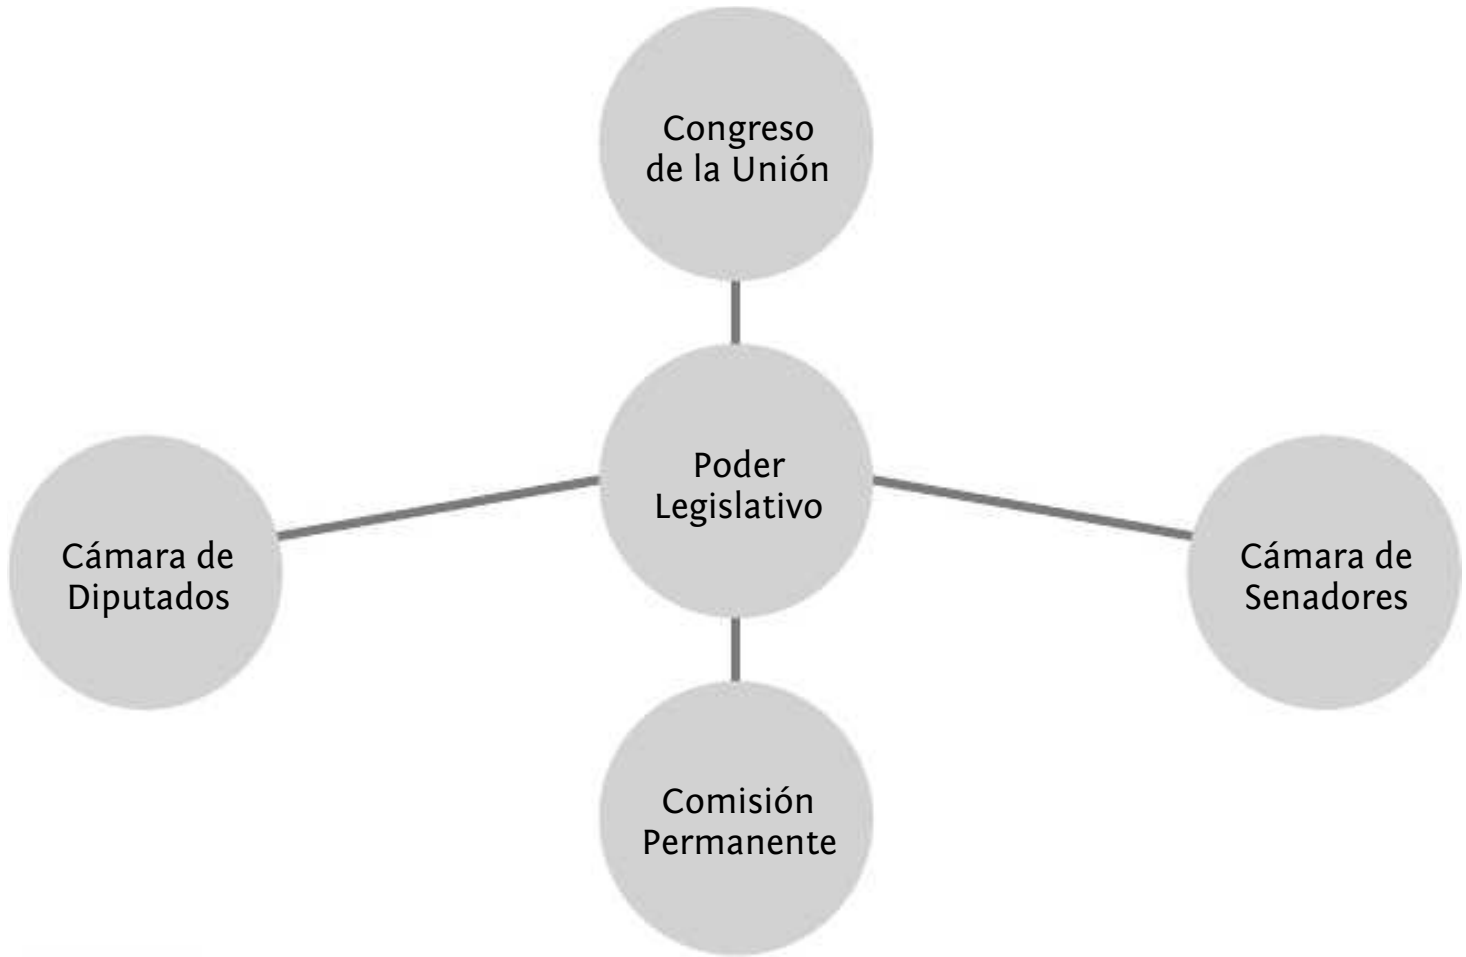 Congreso
de la Unión
Poder
Legislativo
Cámara de
Diputados
Cámara de
Senadores
Comisión
Permanente